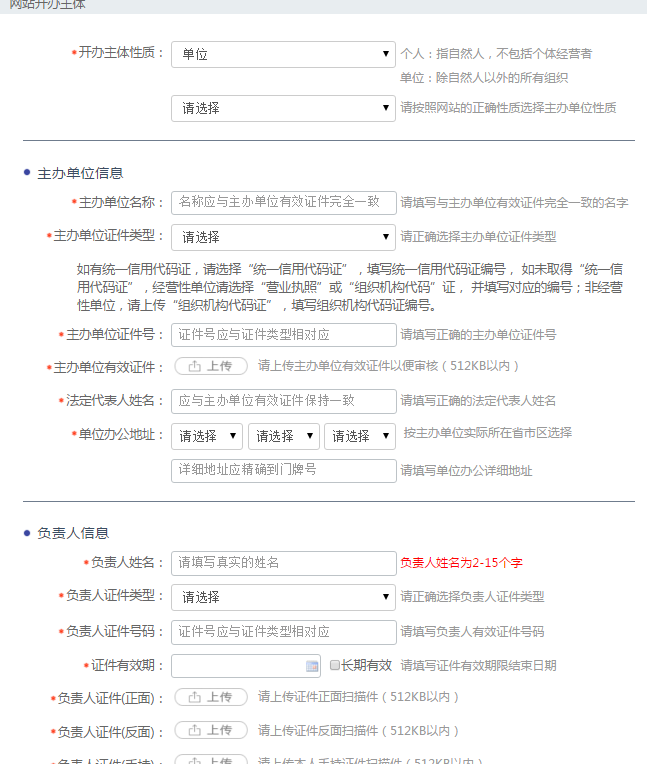 网站开办主体
*开办主体性质： 单位 个人：指自然人，不包括个体经营者
单位：除自然人以外的所有组织
请选择 请按照网站的正确性质选择主办单位性质
主办单位信息
*主办单位名称： 名称应与主办单位有效证件完全一致 请填写与主办单位有效证件完全一致的名字
*主办单位证件类型： 请选择 请正确选择主办单位证件类型
如有统一信用代码证，请选择“统一信用代码证”，填写统一信用代码证编号， 如未取得“统一信
用代码证”，经营性单位请选择“营业执照”或“组织机构代码”证， 并填写对应的编号；非经营
性单位，请上传“组织机构代码证”，填写组织机构代码证编号。
*主办单位证件号： 证件号应与证件类型相对应 请填写正确的主办单位证件号
*主办单位有效证件： 上传 请上传主办单位有效证件以便审核（512KB以内）
*法定代表人姓名： 应与主办单位有效证件保持一致 请填写正确的法定代表人姓名
*单位办公地址： 请选择 请选择 请选择 按主办单位实际所在省市区选择
详细地址应精确到门牌号 请填写单位办公详细地址
负责人信息
*负责人姓名： 请填写真实的姓名 负责人姓名为2-15个字
*负责人证件类型： 请选择 请正确选择负责人证件类型
*负责人证件号码： 证件号应与证件类型相对应 请填写负责人有效证件号码
*证件有效期： 长期有效 请填写证件有效期限结束日期
*负责人证件(正面)： 上传 请上传证件正面扫描件（512KB以内）
*负责人证件(反面)： 上传 请上传证件反面扫描件（512KB以内）
*负责人证件(手持)： 上传 请上传本人手持证件扫描件（512KB以内）